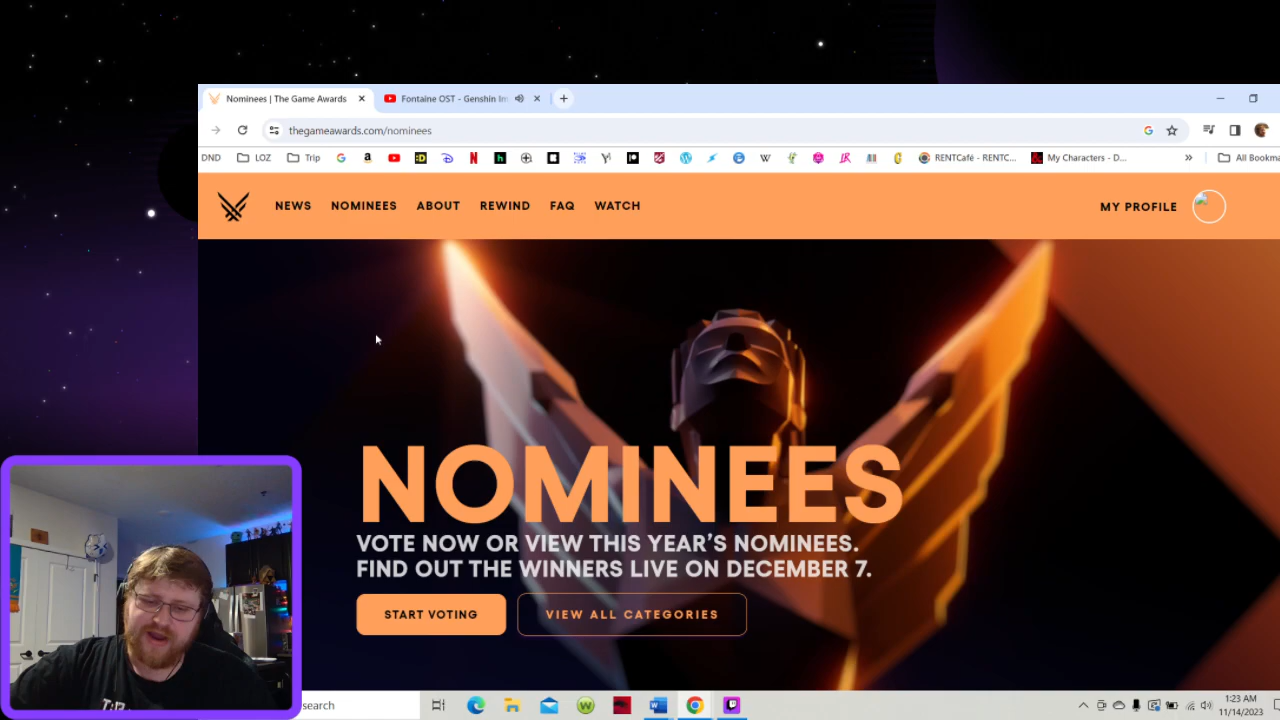 Nominees | The Game Awards
Fontaine OST - Genshin Im
thegameawards.com/nominees
DND LOZ Trip RENTCafé - RENTC... My Characters - D... » All Bookma
NEWS NOMINEES ABOUT REWIND FAQ WATCH MY PROFILE
NOMINEES
VOTE NOW OR VIEW THIS YEAR'S NOMINEES.
FIND OUT THE WINNERS LIVE ON DECEMBER 7.
START VOTING VIEW ALL CATEGORIES
search
1:23 AM
11/14/2023